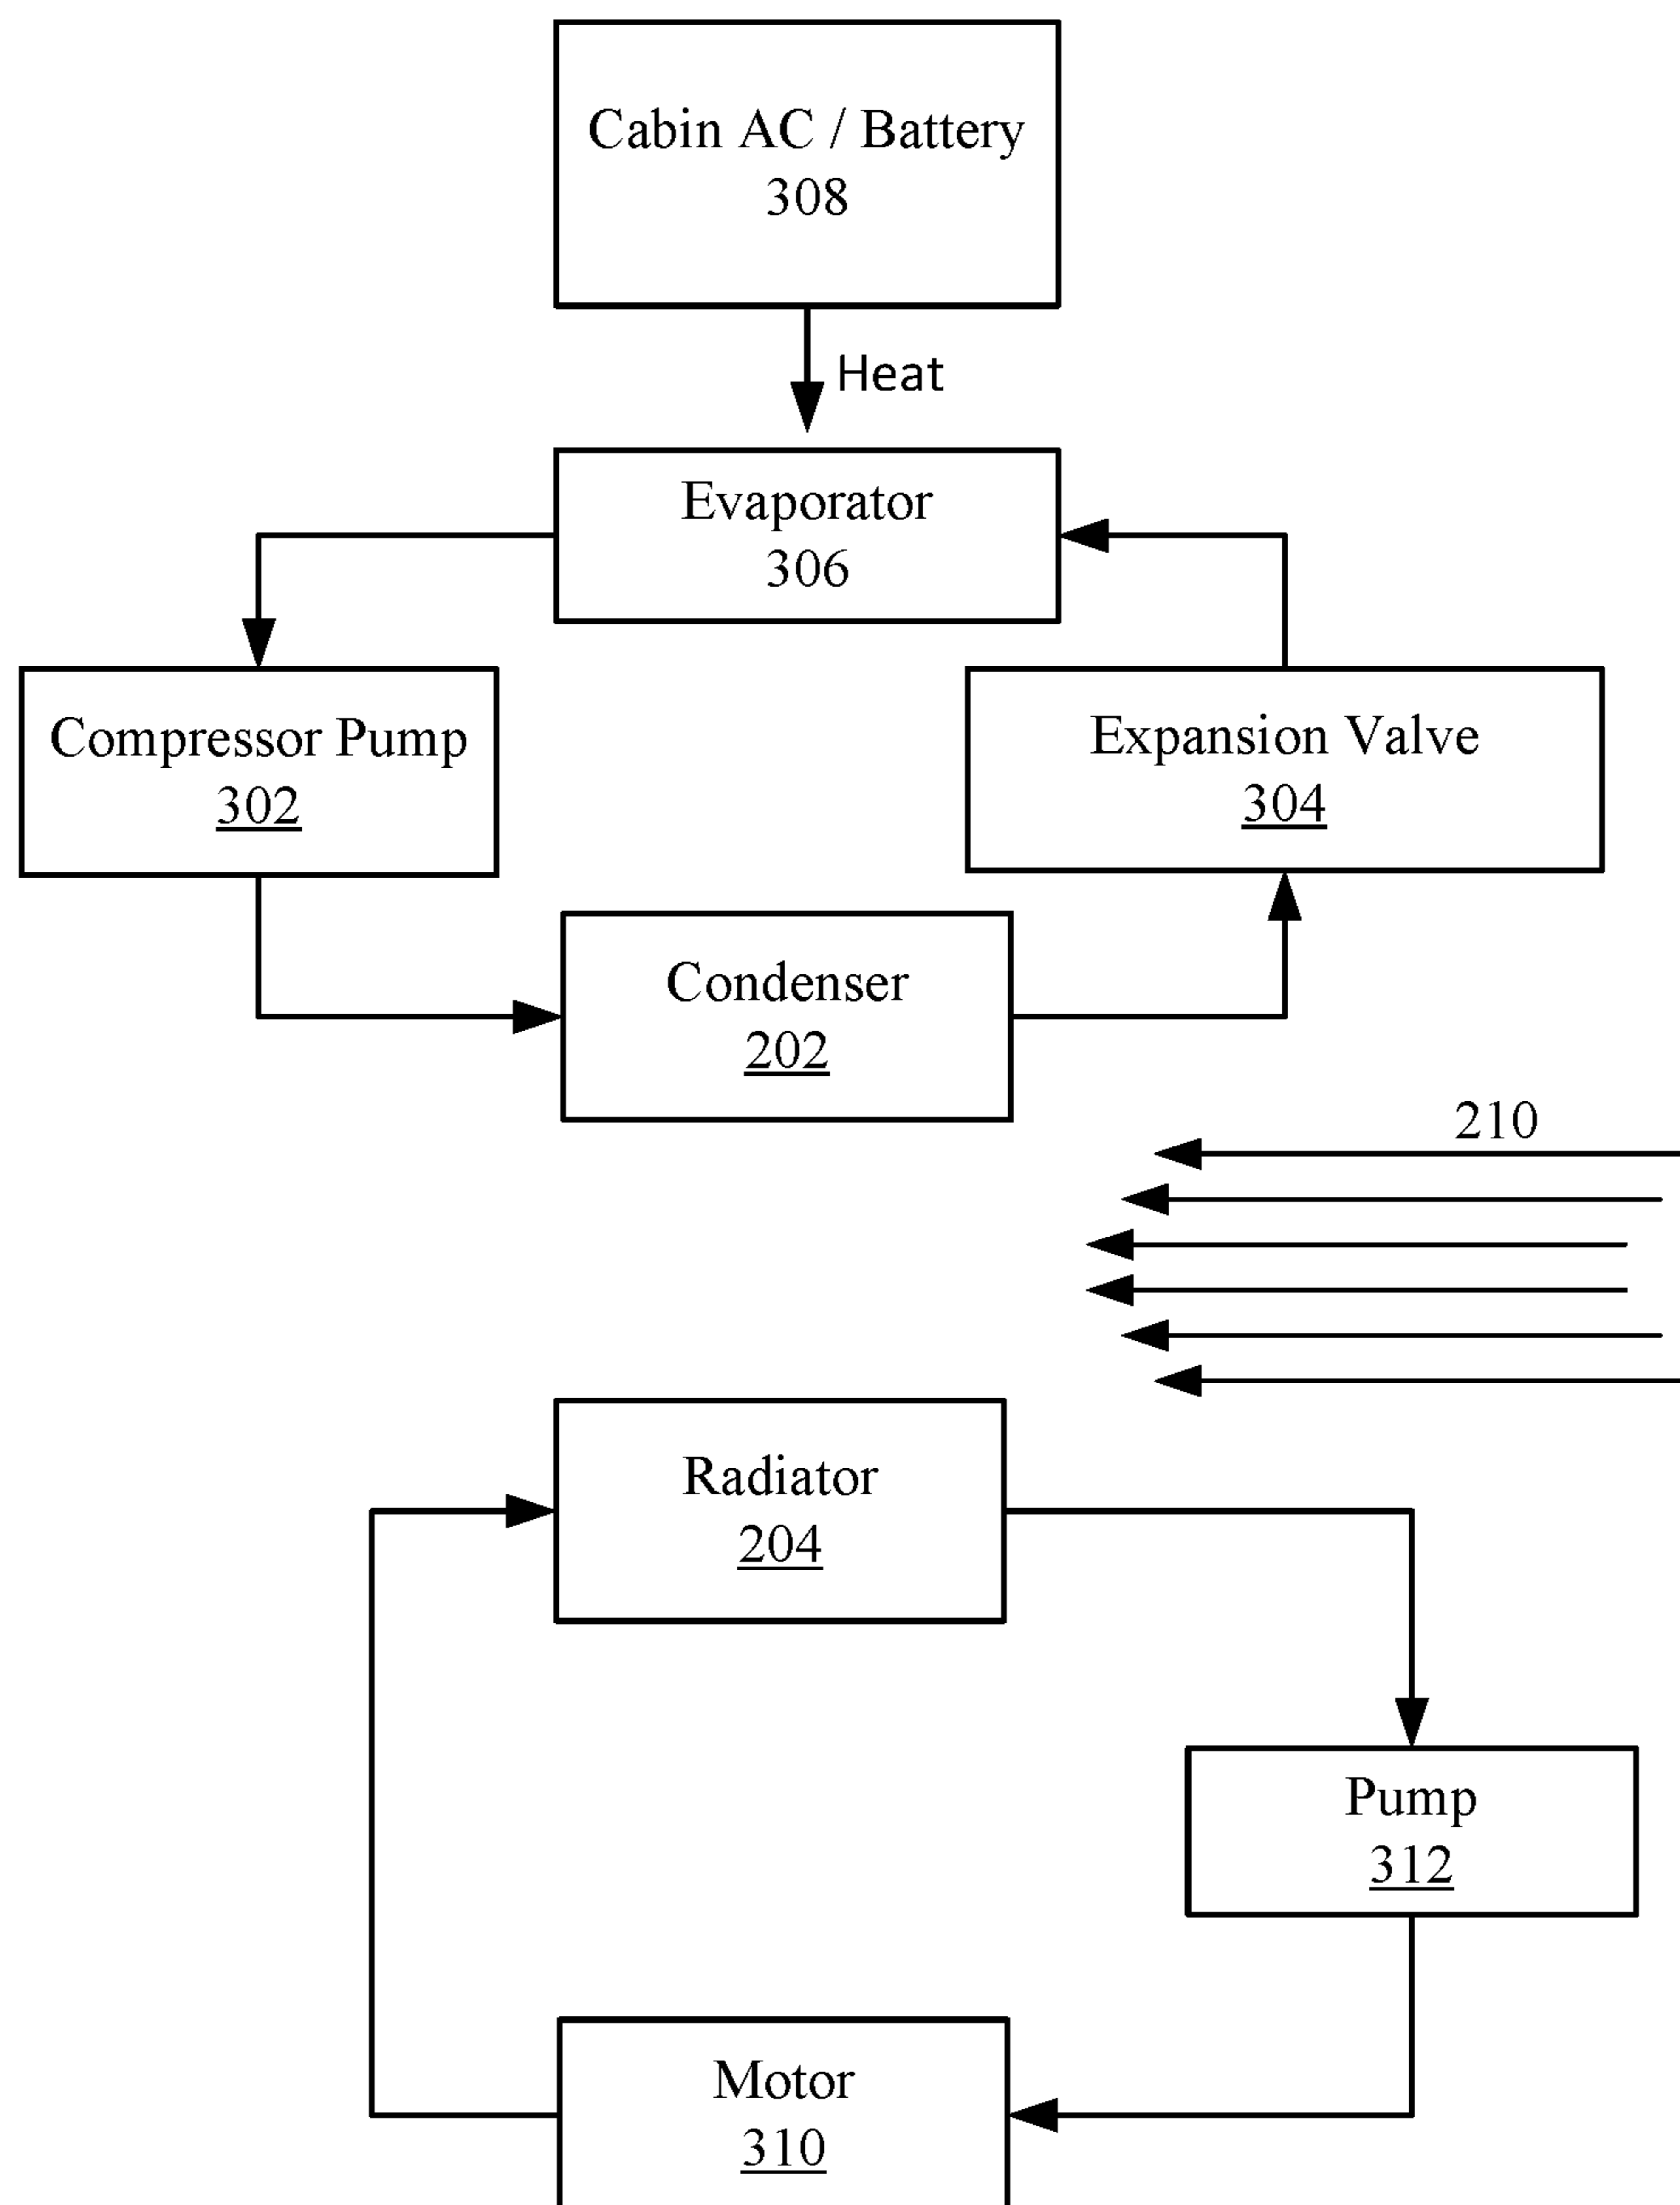 Cabin AC / Battery
308
Heat
Evaporator
306
Compressor Pump
302
Expansion Valve
304
Condenser
202
210
Radiator
204
Pump
312
Motor
310